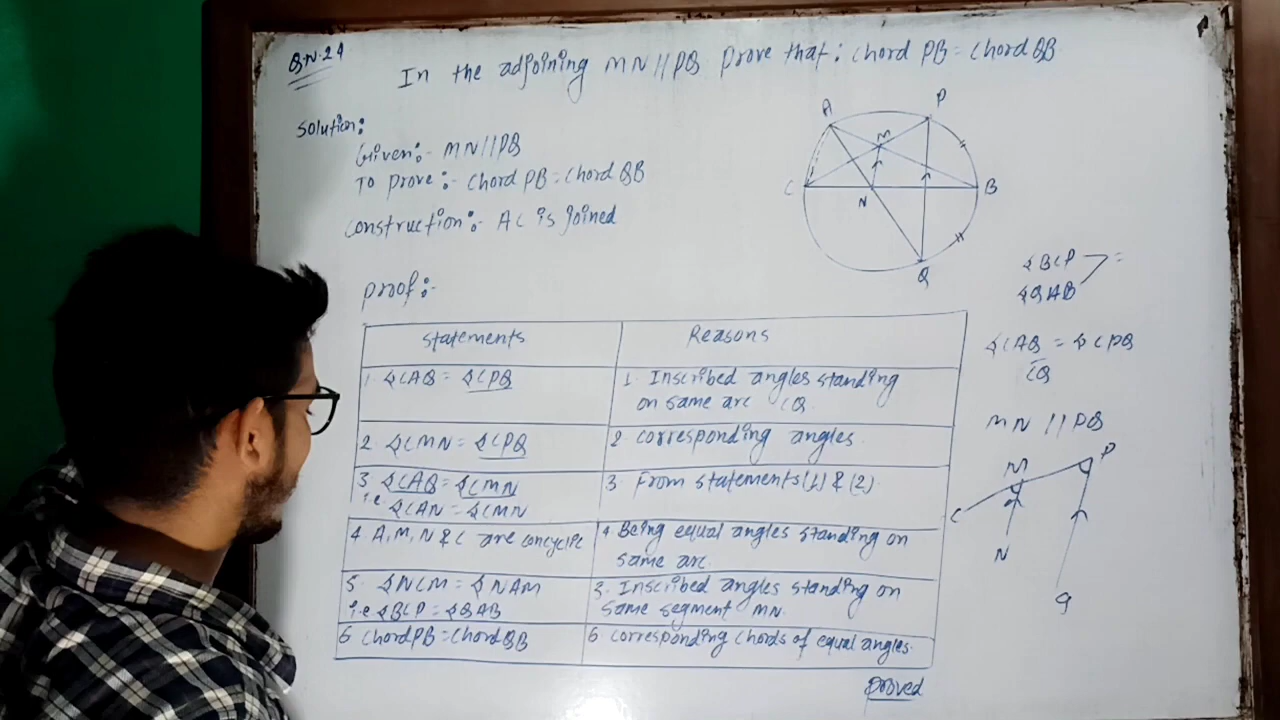 Q.N.24
In the adjoining MN//PQ prove that: Chord PB = Chord QB
Solution:
Given:- MN//PQ
To prove:- Chord PB = Chord QB
Construction:- AC is joined
proof:-
A
P
M
C
B
N
Q
∡BCP =
∡QAB
∡CAQ = ∡CPQ
CQ
MN // PQ
M
P
C
N
Q
Statements
Reasons
1. ∡CAQ = ∡CPQ
1. Inscribed angles standing
on same arc CQ.
2 ∡CMN = ∡CPQ
2. Corresponding angles.
3 ∡CAQ = ∡CMN
i.e ∡CAN = ∡CMN
3. From statements (1) & (2).
4. A, M, N & C are concyclic
4. Being equal angles standing on
same arc.
5. ∡NCM = ∡NAM
i.e ∡BCP = ∡QAB
5. Inscribed angles standing on
same segment MN.
6 Chord PB = Chord QB
6 Corresponding chords of equal angles.
Proved